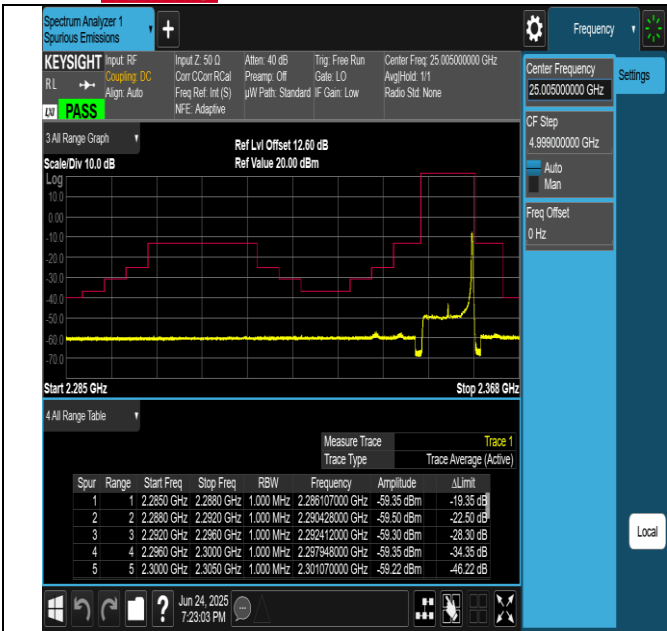 Spectrum Analyzer 1
Spurious Emissions
Frequency
KEYSIGHT
Input: RF
Coupling: DC
Align: Auto
Input Z: 50 Ω
Corr CCorr RCal
Freq Ref: Int (S)
NFE: Adaptive
Atten: 40 dB
Preamp: Off
µW Path: Standard
Trig: Free Run
Gate: LO
IF Gain: Low
Center Freq: 25.005000000 GHz
Avg|Hold: 1/1
Radio Std: None
RL
LXI PASS
Center Frequency
25.005000000 GHz
Settings
CF Step
4.999000000 GHz
Auto
Man
Freq Offset
0 Hz
3 All Range Graph
Ref Lvl Offset 12.60 dB
Scale/Div 10.0 dB
Ref Value 20.00 dBm
Log
10.0
0.00
-10.0
-20.0
-30.0
-40.0
-50.0
-60.0
-70.0
Start 2.285 GHz
Stop 2.368 GHz
4 All Range Table
Measure Trace Trace 1
Trace Type Trace Average (Active)
Spur Range Start Freq Stop Freq RBW Frequency Amplitude ΔLimit
1 1 2.2850 GHz 2.2880 GHz 1.000 MHz 2.286107000 GHz -59.35 dBm -19.35 dB
2 2 2.2880 GHz 2.2920 GHz 1.000 MHz 2.290428000 GHz -59.50 dBm -22.50 dB
3 3 2.2920 GHz 2.2960 GHz 1.000 MHz 2.292412000 GHz -59.30 dBm -28.30 dB
4 4 2.2960 GHz 2.3000 GHz 1.000 MHz 2.297948000 GHz -59.35 dBm -34.35 dB
5 5 2.3000 GHz 2.3050 GHz 1.000 MHz 2.301070000 GHz -59.22 dBm -46.22 dB
Local
Jun 24, 2025
7:23:03 PM